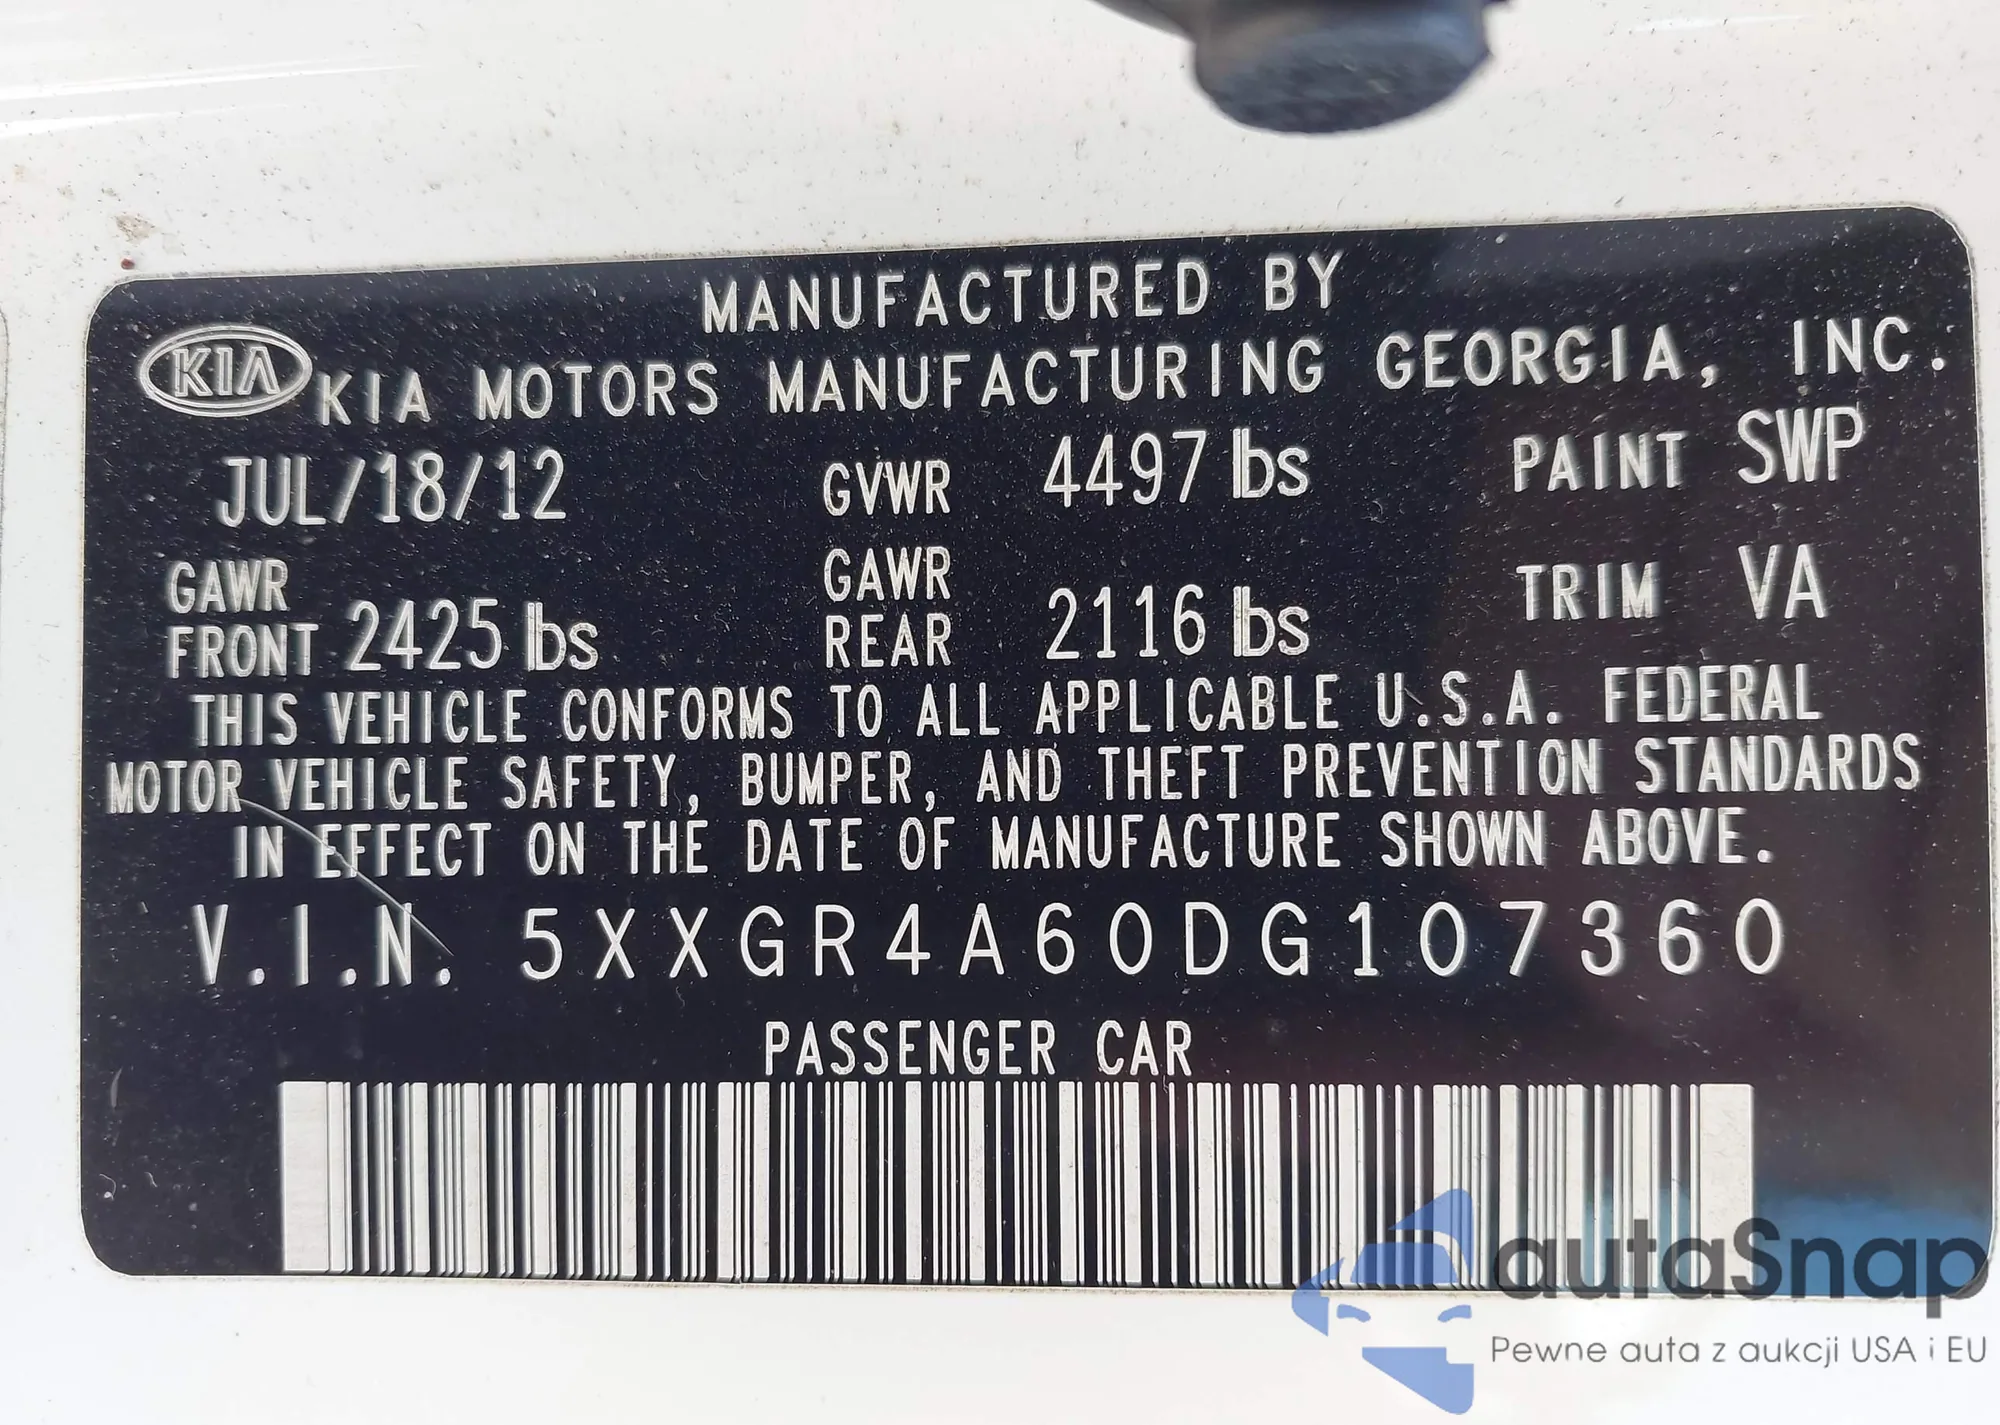 MANUFACTURED BY
KIA KIA MOTORS MANUFACTURING GEORGIA, INC.
JUL/18/12 GVWR 4497 lbs PAINT SWP
GAWR FRONT 2425 lbs GAWR REAR 2116 lbs TRIM VA
THIS VEHICLE CONFORMS TO ALL APPLICABLE U.S.A. FEDERAL
MOTOR VEHICLE SAFETY, BUMPER, AND THEFT PREVENTION STANDARDS
IN EFFECT ON THE DATE OF MANUFACTURE SHOWN ABOVE.
V.I.N. 5XXGR4A60DG107360
PASSENGER CAR
autaSnap
Pewne auta z aukcji USA i EU